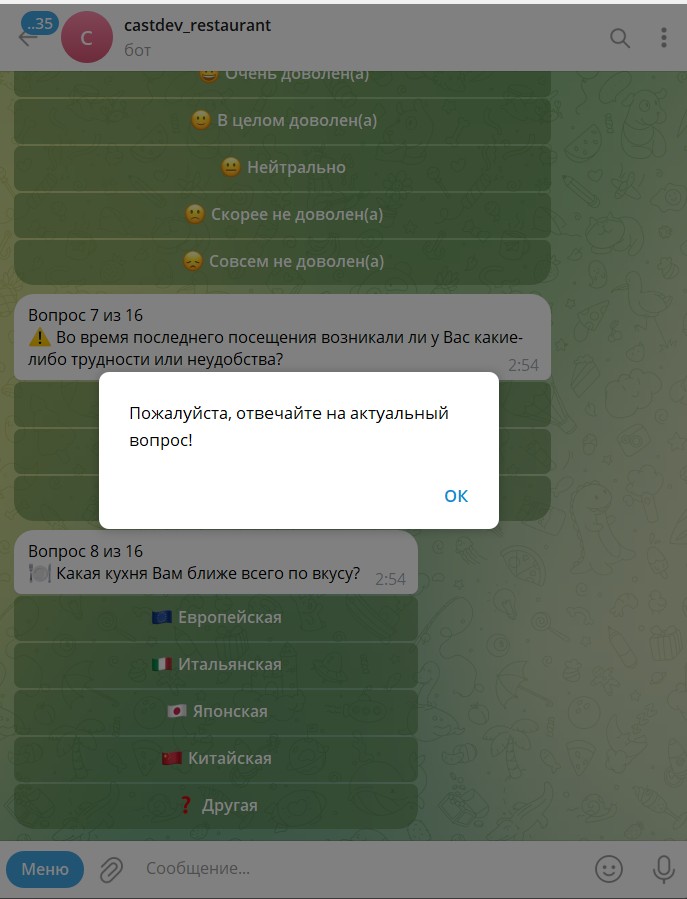 ..35
C
castdev_restaurant
бот
Очень доволен(а)
В целом доволен(а)
Нейтрально
Скорее не доволен(а)
Совсем не доволен(а)
Вопрос 7 из 16
Во время последнего посещения возникали ли у Вас какие-
либо трудности или неудобства?
2:54
Пожалуйста, отвечайте на актуальный
вопрос!
ОК
Вопрос 8 из 16
Какая кухня Вам ближе всего по вкусу?
2:54
Европейская
Итальянская
Японская
Китайская
Другая
Меню
Сообщение...